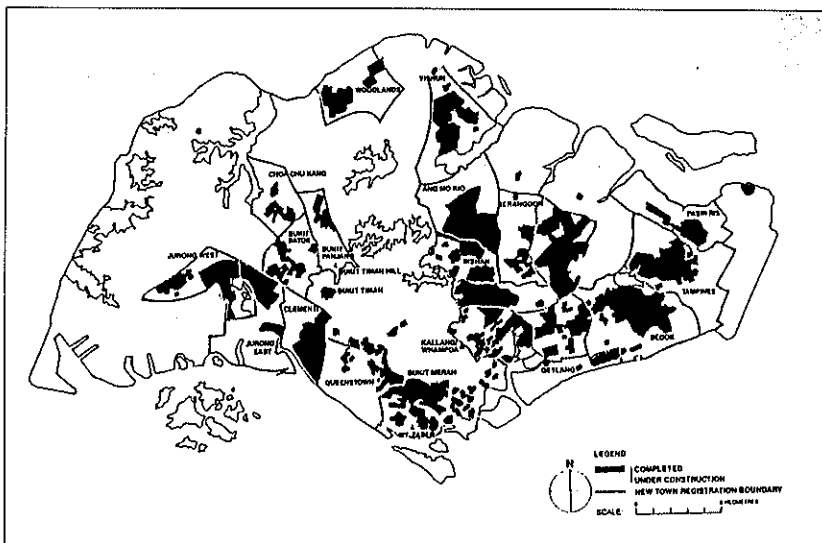 WOODLANDS
YISHUN
CHOA CHU KANG
ANG MO KIO
SERANGOON
PASIR RIS
BUKIT
BATOK
BUKIT
PANJANG
JURONG WEST
BISHAN
BUKIT TIMAH HILL
TAMPINES
BUKIT TIMAH
CLEMENTI
BEDOK
KALLANG/
WHAMPOA
JURONG
EAST
GEYLANG
QUEENSTOWN
BUKIT MERAH
LEGEND
N
COMPLETED
UNDER CONSTRUCTION
NEW TOWN REGISTRATION BOUNDARY
SCALE:
KILOMETRES